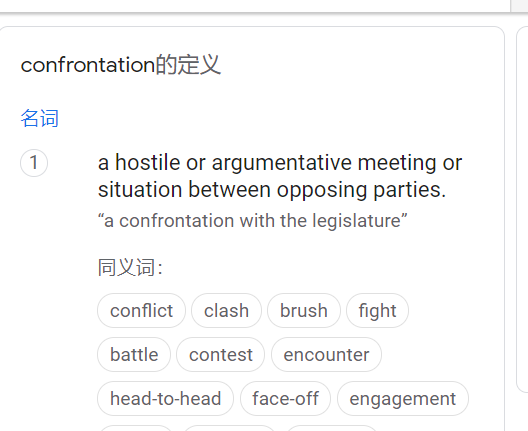 confrontation的定义
名词
1
a hostile or argumentative meeting or
situation between opposing parties.
“a confrontation with the legislature”
同义词：
conflict clash brush fight
battle contest encounter
head-to-head face-off engagement